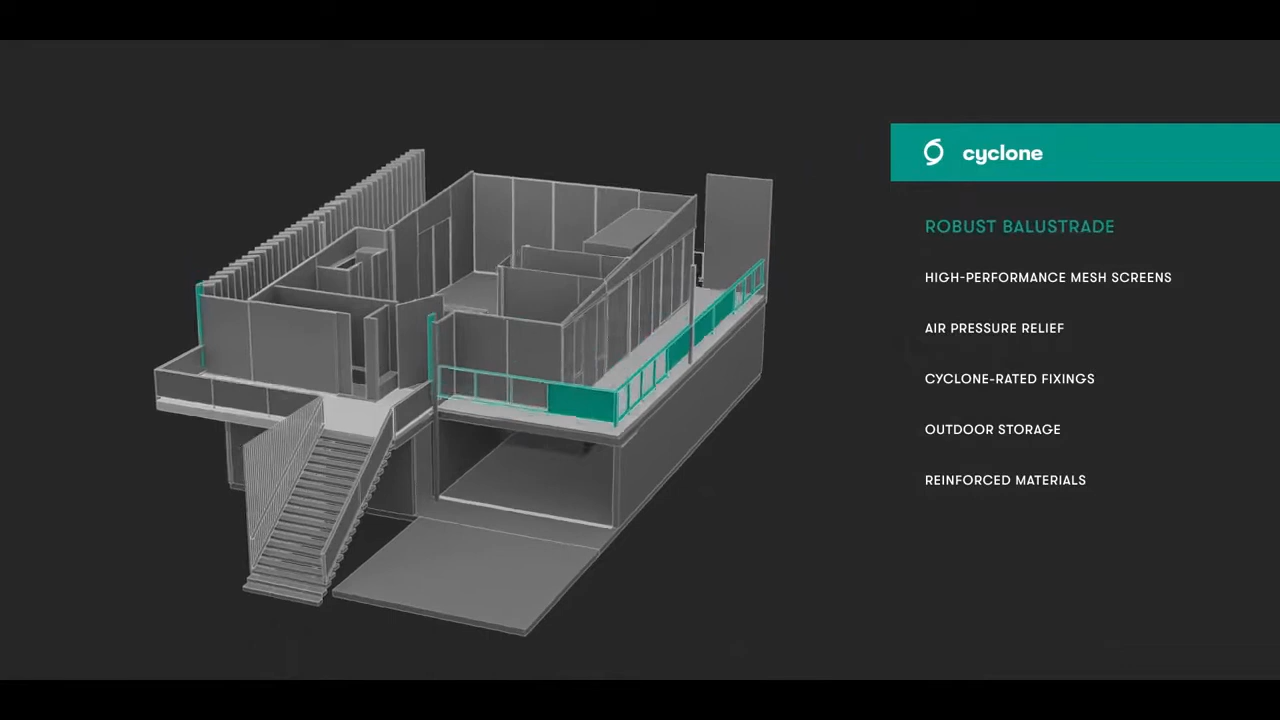 cyclone
ROBUST BALUSTRADE
HIGH-PERFORMANCE MESH SCREENS
AIR PRESSURE RELIEF
CYCLONE-RATED FIXINGS
OUTDOOR STORAGE
REINFORCED MATERIALS